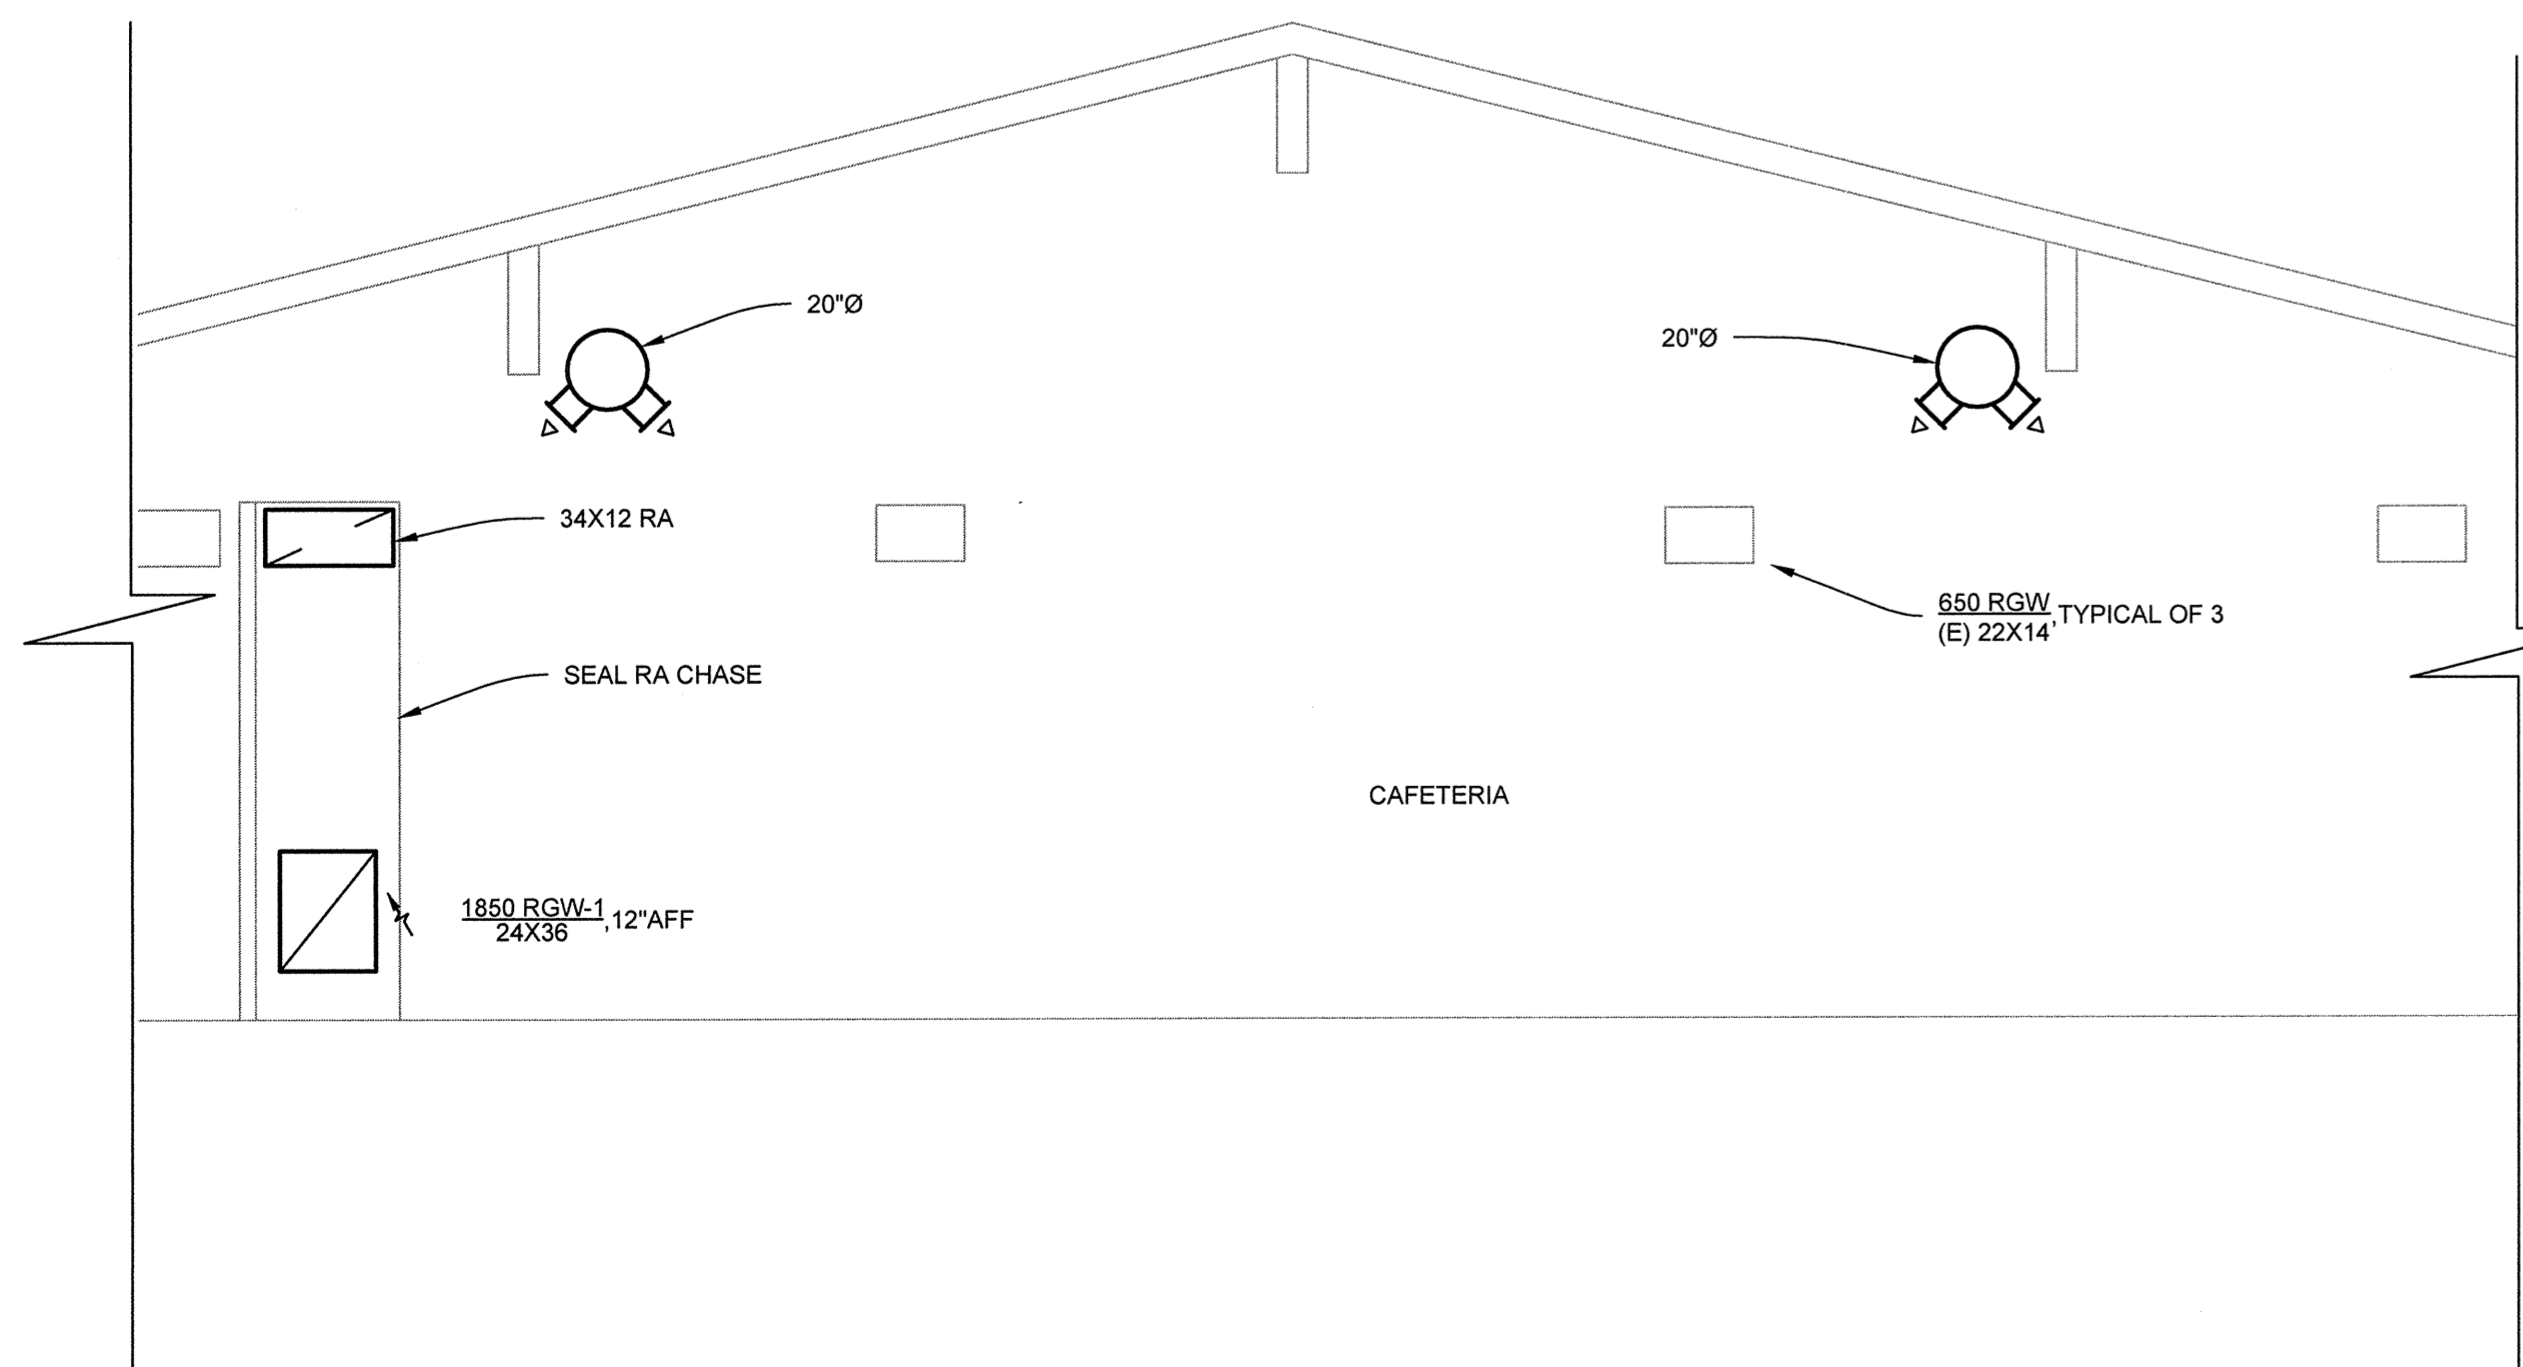 20"Ø
20"Ø
34X12 RA
650 RGW
(E) 22X14
,TYPICAL OF 3
SEAL RA CHASE
CAFETERIA
1850 RGW-1
24X36
,12"AFF